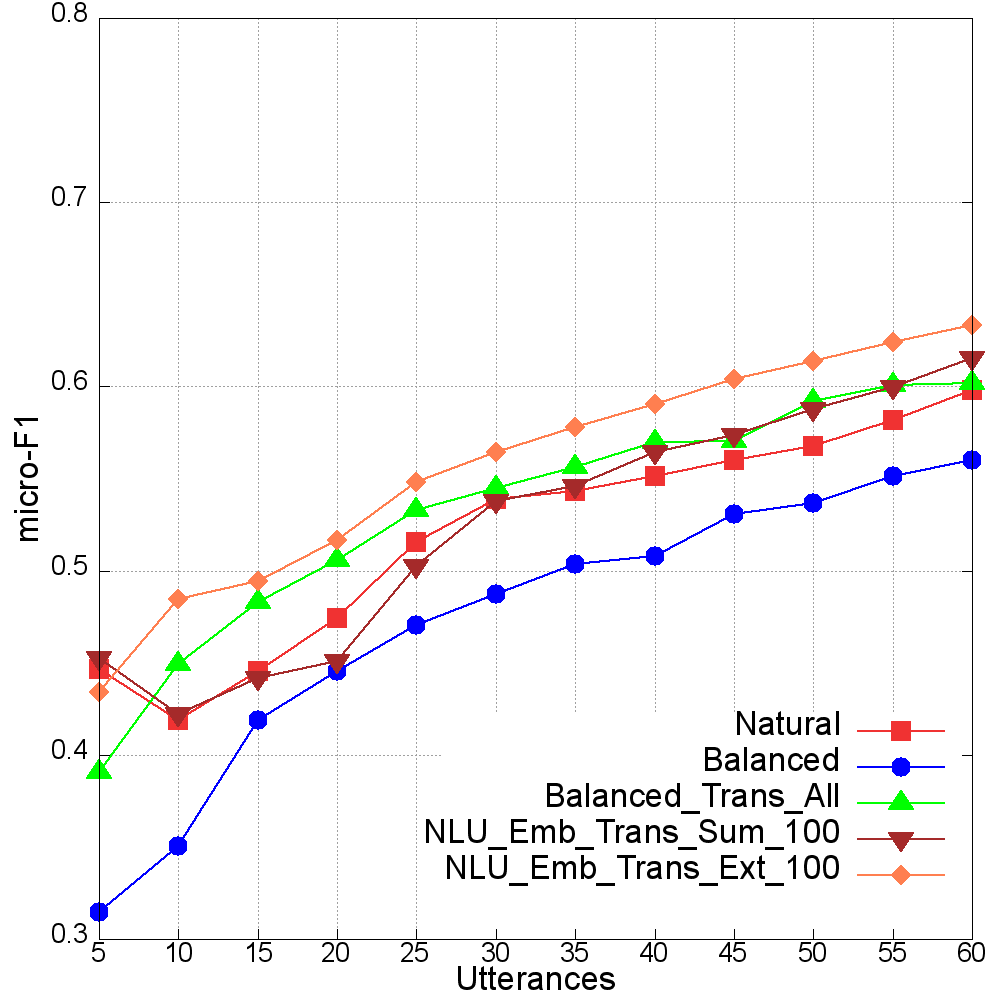 0.8
0.7
0.6
0.5
0.4
0.3
micro-F1
Natural
Balanced
Balanced_Trans_All
NLU_Emb_Trans_Sum_100
NLU_Emb_Trans_Ext_100
5 10 15 20 25 30 35 40 45 50 55 60
Utterances